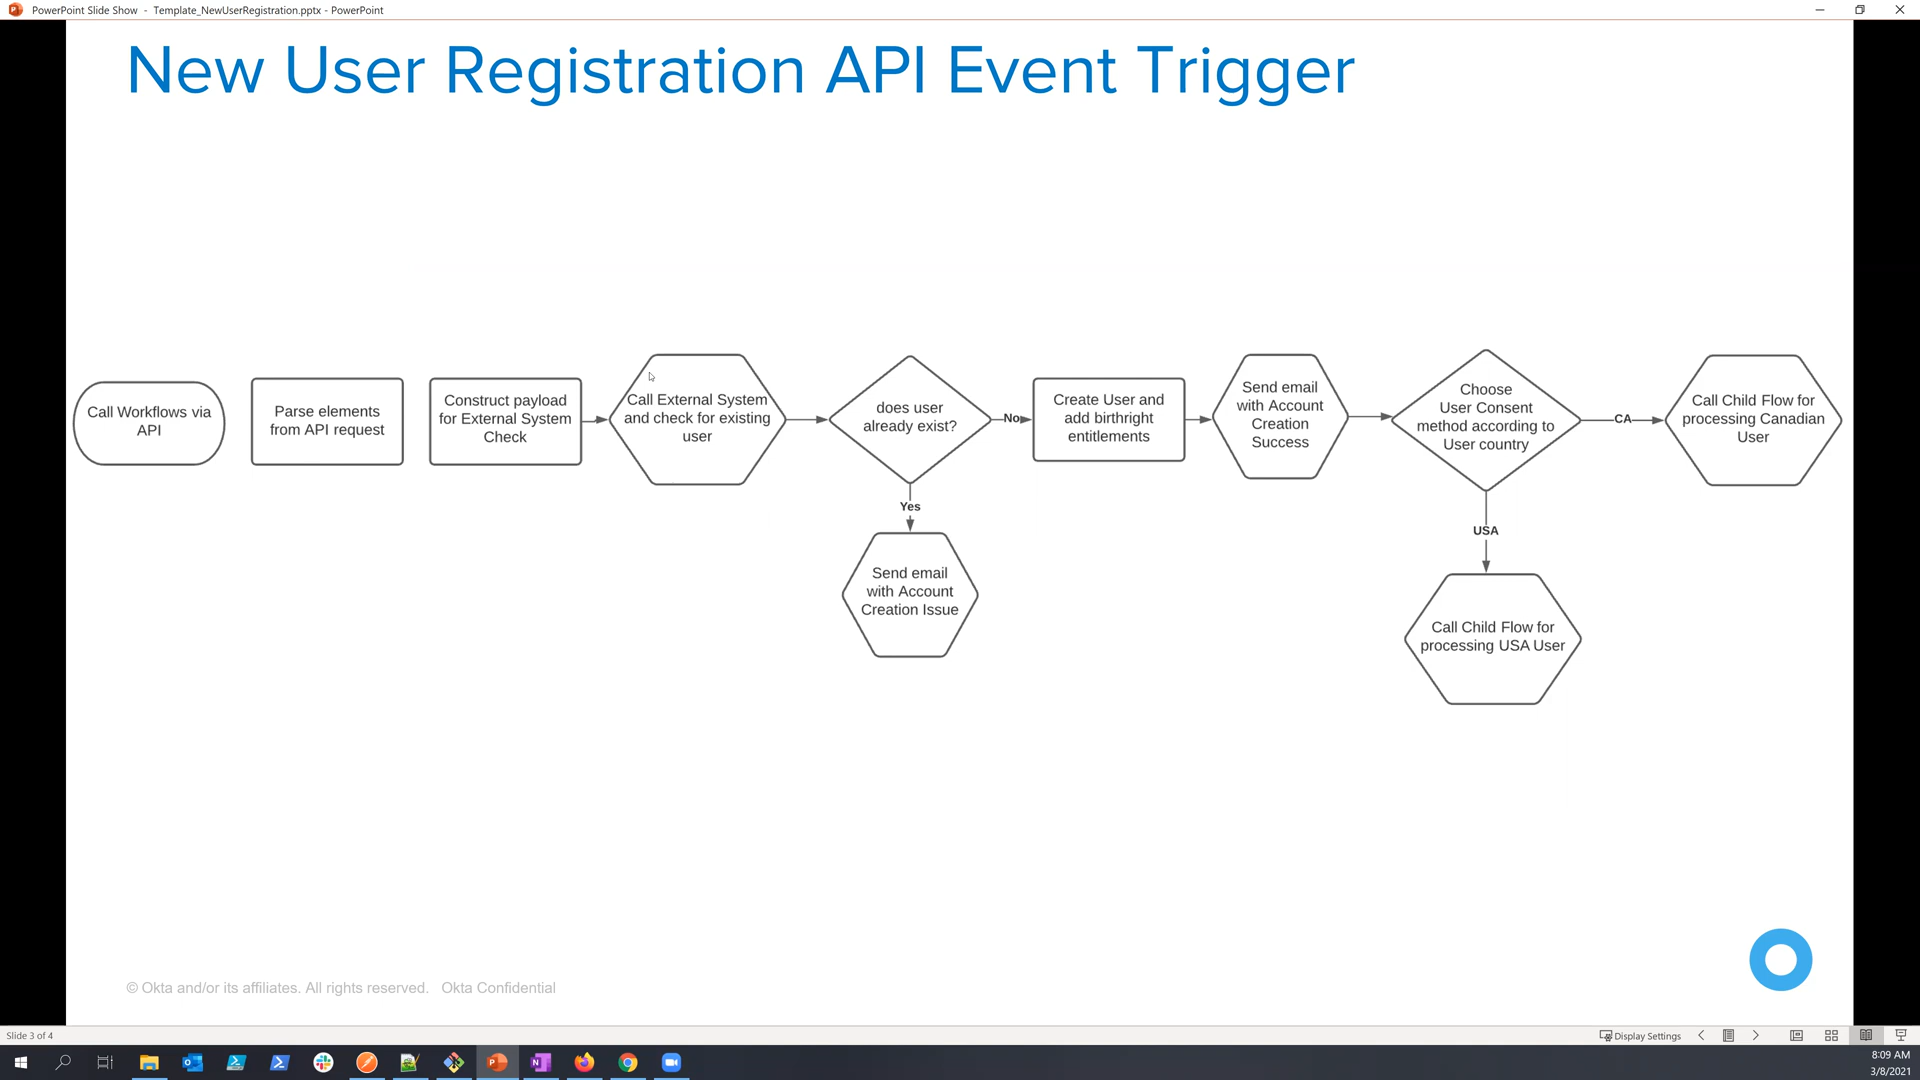 PowerPoint Slide Show - Template_NewUserRegistration.pptx - PowerPoint
New User Registration API Event Trigger
Call Workflows via
API
Parse elements
from API request
Construct payload
for External System
Check
Call External System
and check for existing
user
does user
already exist?
No
Yes
Send email
with Account
Creation Issue
Create User and
add birthright
entitlements
Send email
with Account
Creation
Success
Choose
User Consent
method according to
User country
CA
Call Child Flow for
processing Canadian
User
USA
Call Child Flow for
processing USA User
© Okta and/or its affiliates. All rights reserved. Okta Confidential
Slide 3 of 4
Display Settings
8:09 AM
3/8/2021